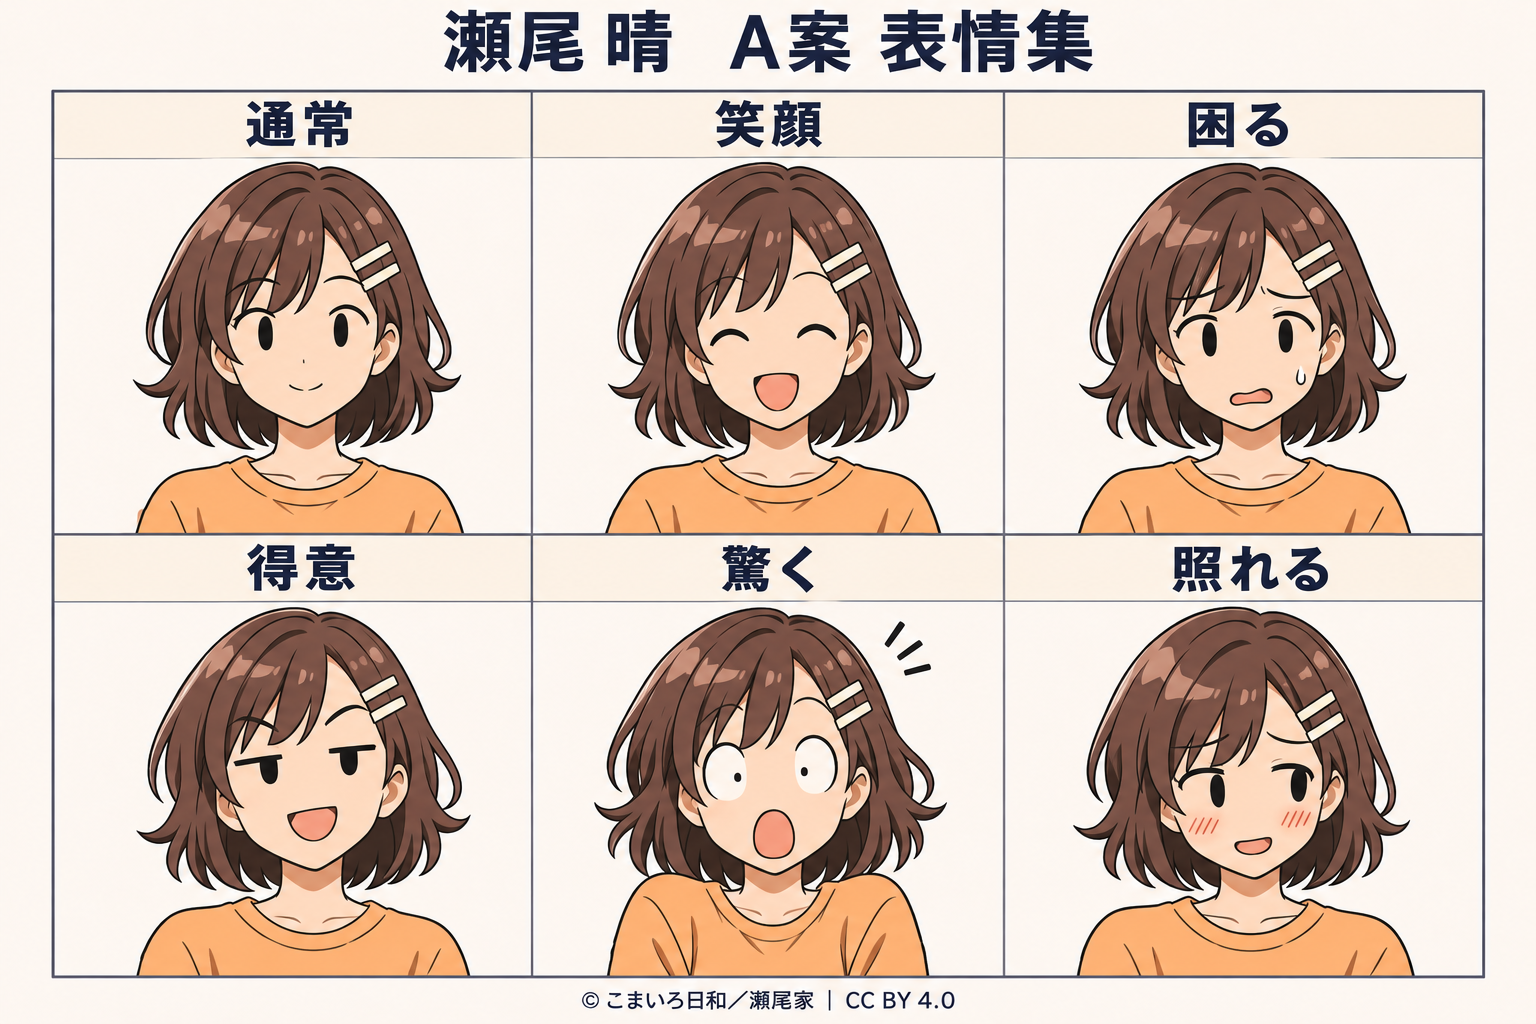 瀬尾 晴 A案 表情集
通常
笑顔
困る
得意
驚く
照れる
© こまいろ日和／瀬尾家 | CC BY 4.0